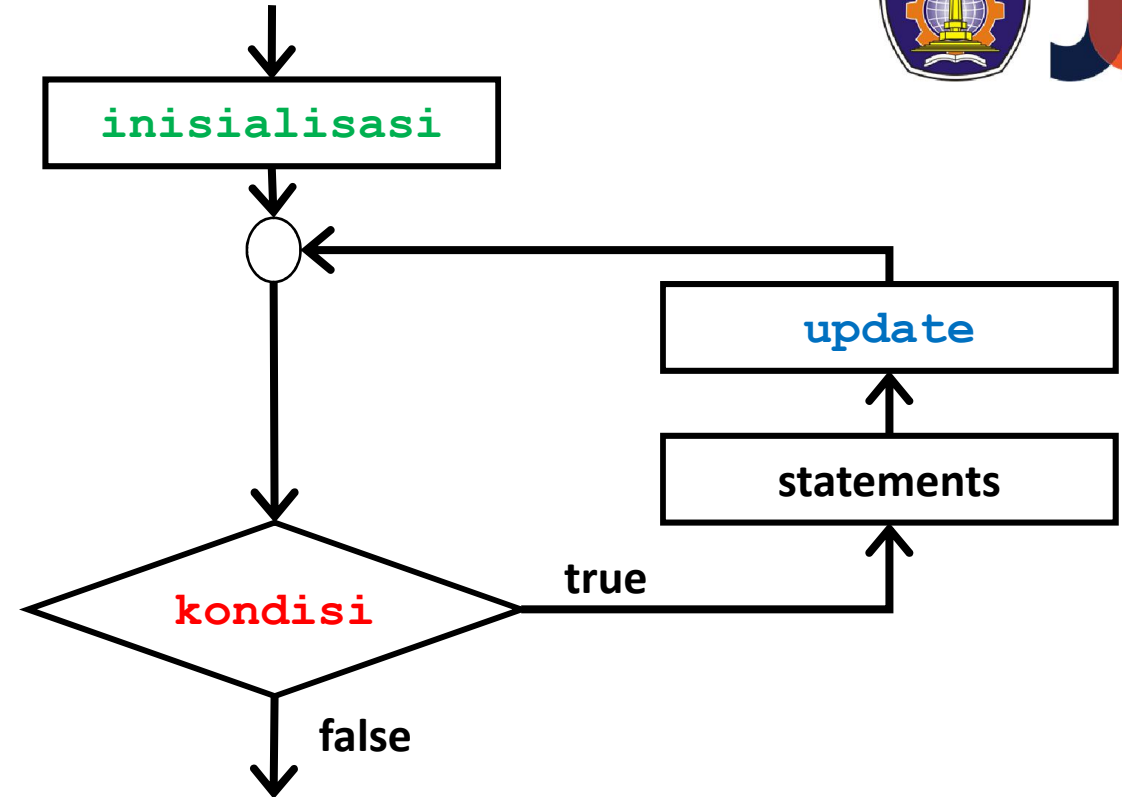 inisialisasi
update
statements
true
kondisi
false